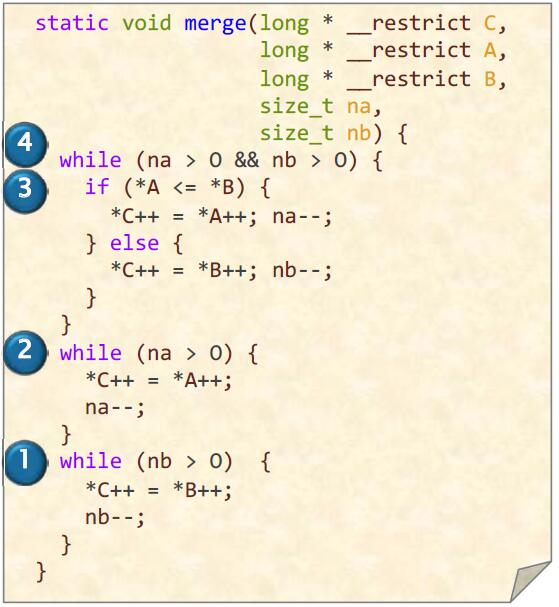 static void merge(long * __restrict C,
long * __restrict A,
long * __restrict B,
size_t na,
size_t nb) {
4
while (na > 0 && nb > 0) {
3
if (*A <= *B) {
*C++ = *A++; na--;
} else {
*C++ = *B++; nb--;
}
}
2
while (na > 0) {
*C++ = *A++;
na--;
}
1
while (nb > 0) {
*C++ = *B++;
nb--;
}
}